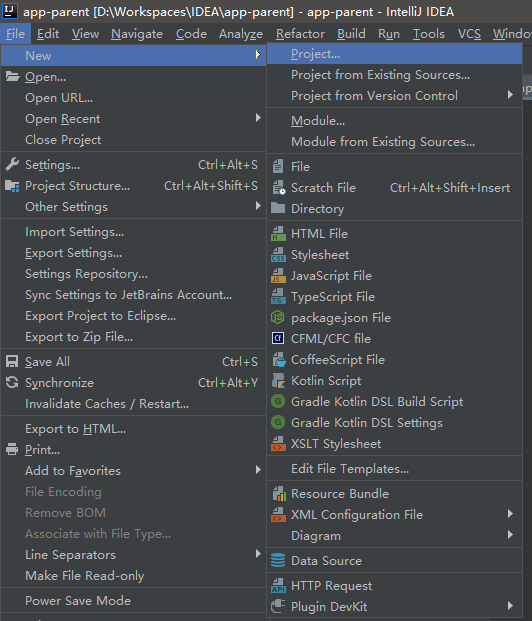 IJ app-parent [D:\Workspaces\IDEA\app-parent] - app-parent - IntelliJ IDEA
File Edit View Navigate Code Analyze Refactor Build Run Tools VCS Window
New
Open...
Open URL...
Open Recent
Close Project
Settings... Ctrl+Alt+S
Project Structure... Ctrl+Alt+Shift+S
Other Settings
Import Settings...
Export Settings...
Settings Repository...
Sync Settings to JetBrains Account...
Export Project to Eclipse...
Export to Zip File...
Save All Ctrl+S
Synchronize Ctrl+Alt+Y
Invalidate Caches / Restart...
Export to HTML...
Print...
Add to Favorites
File Encoding
Remove BOM
Associate with File Type...
Line Separators
Make File Read-only
Power Save Mode
Project...
Project from Existing Sources...
Project from Version Control
Module...
Module from Existing Sources...
File
Scratch File Ctrl+Alt+Shift+Insert
Directory
HTML File
Stylesheet
JavaScript File
TypeScript File
package.json File
CFML/CFC file
CoffeeScript File
Kotlin Script
Gradle Kotlin DSL Build Script
Gradle Kotlin DSL Settings
XSLT Stylesheet
Edit File Templates...
Resource Bundle
XML Configuration File
Diagram
Data Source
HTTP Request
Plugin DevKit